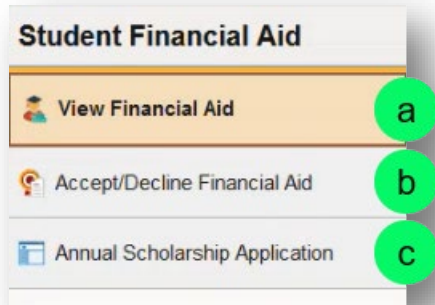 Student Financial Aid
View Financial Aid a
Accept/Decline Financial Aid b
Annual Scholarship Application c